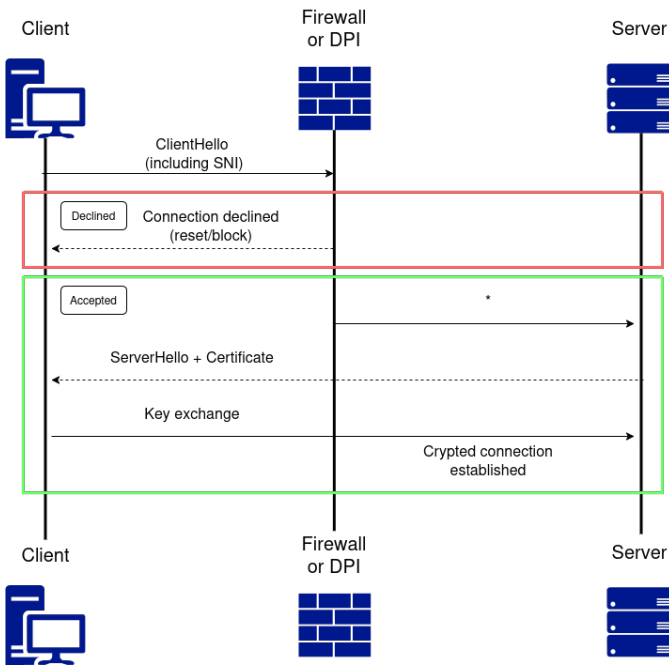 Client
Firewall
or DPI
Server
ClientHello
(including SNI)
Declined
Connection declined
(reset/block)
Accepted
*
ServerHello + Certificate
Key exchange
Crypted connection
established
Client
Firewall
or DPI
Server